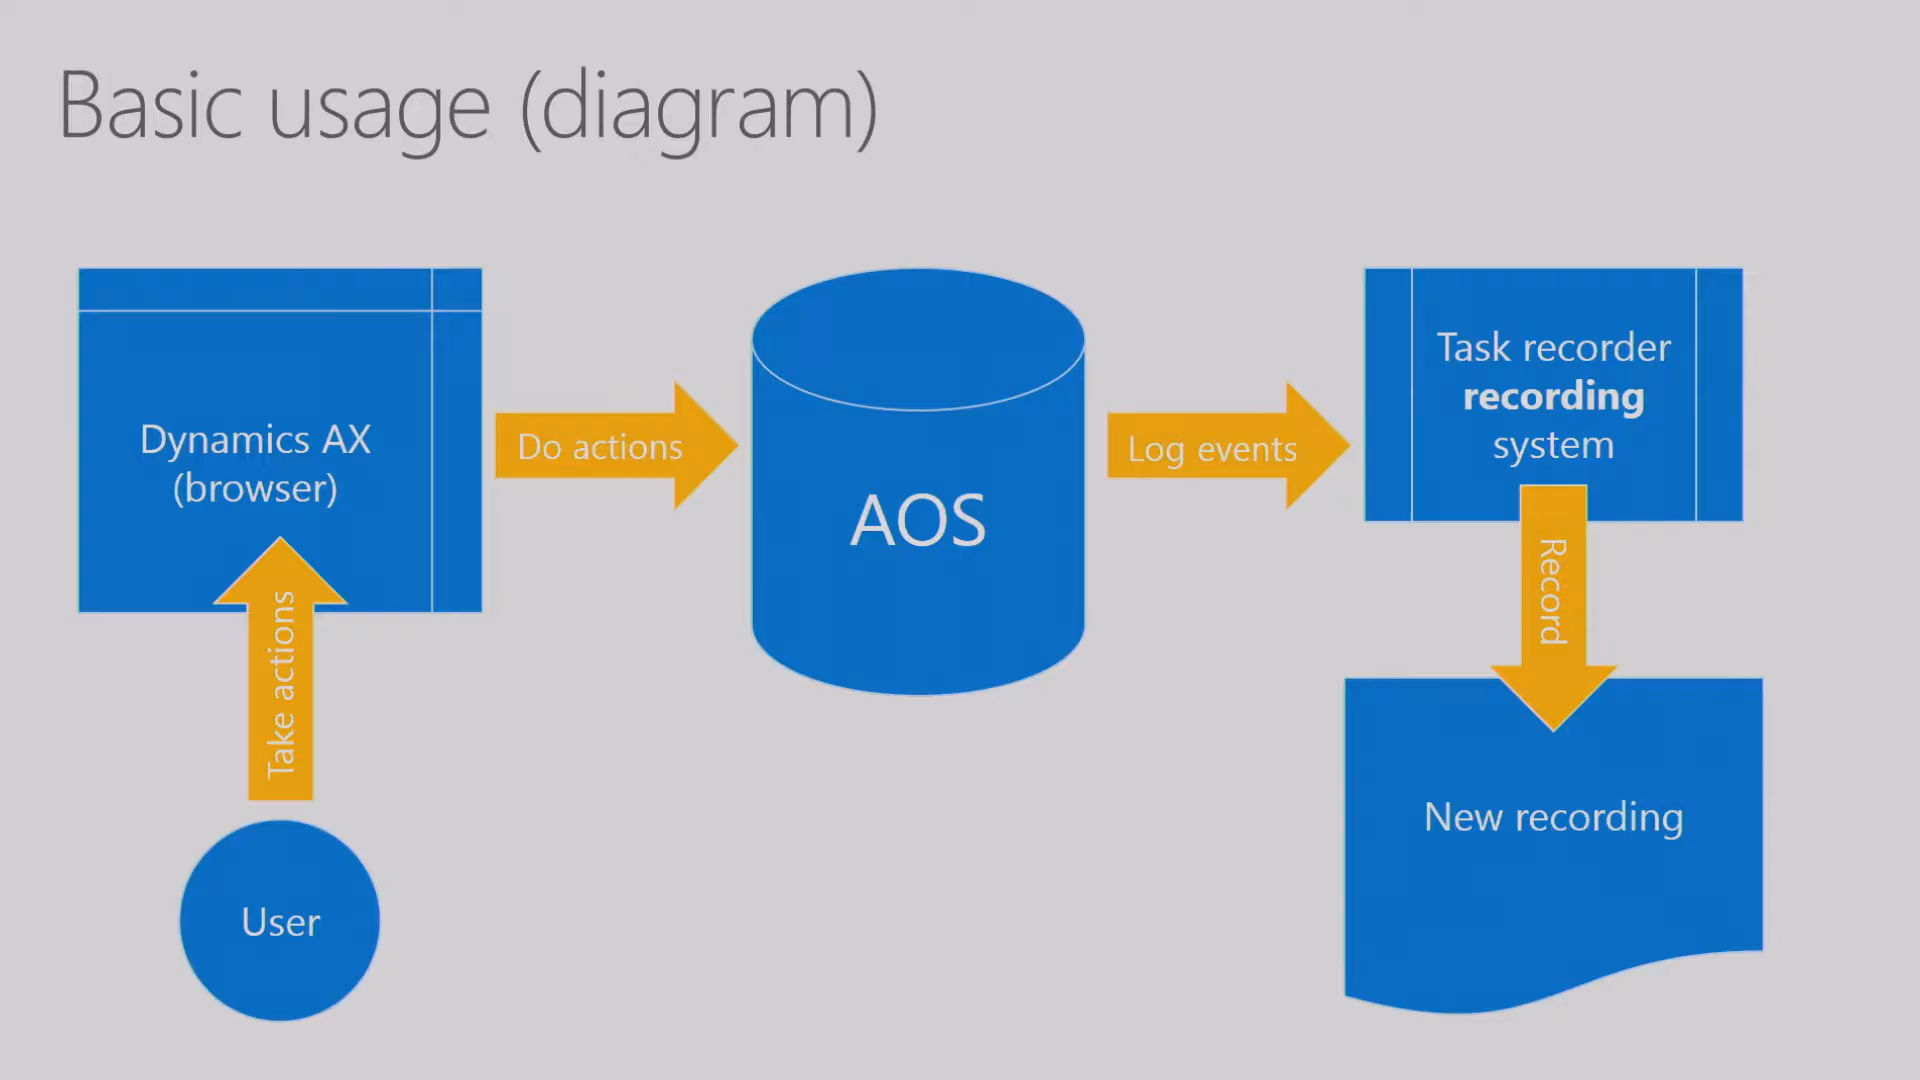 Basic usage (diagram)
Dynamics AX
(browser)
Do actions
AOS
Log events
Task recorder
recording
system
Take actions
Record
New recording
User